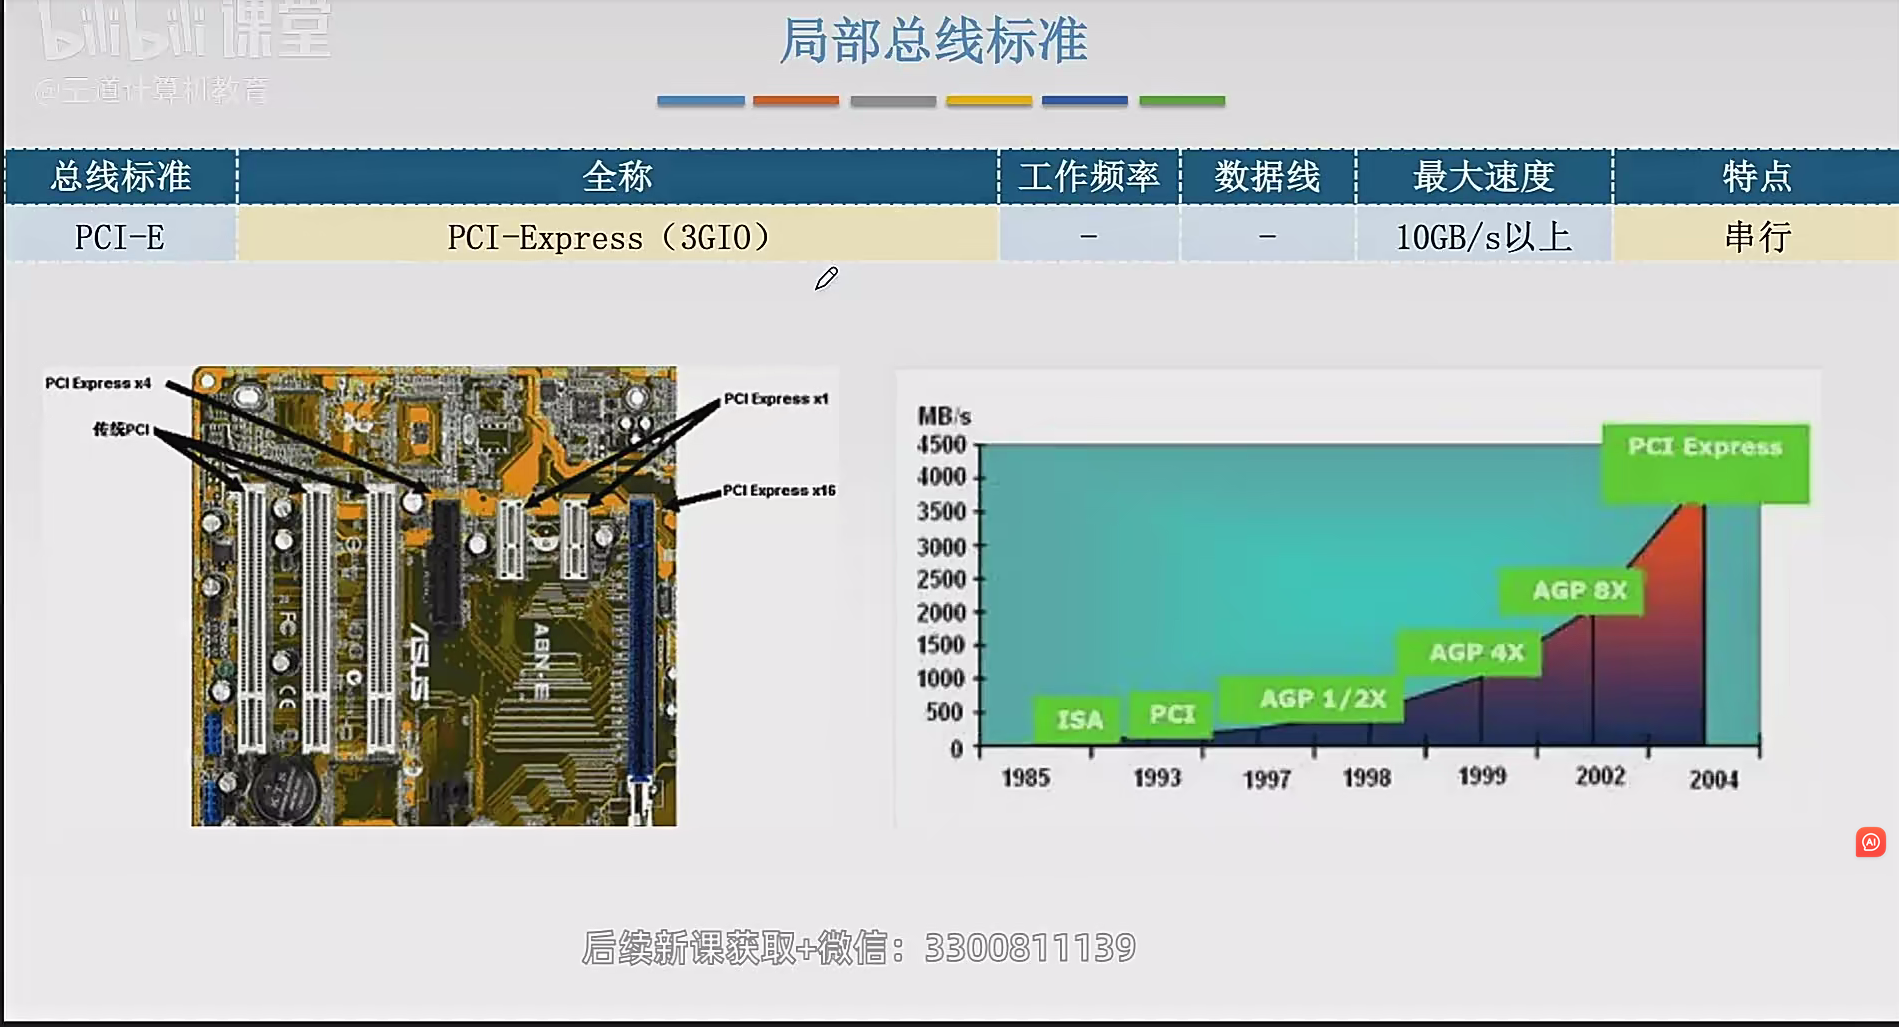 bilibili课堂
@王道计算机教育
局部总线标准
总线标准 全称 工作频率 数据线 最大速度 特点
PCI-E PCI-Express（3GIO） - - 10GB/s以上 串行
PCI Express x4
传统PCI
PCI Express x1
PCI Express x16
ASUS
A8N-E
MB/s
4500
4000
3500
3000
2500
2000
1500
1000
500
0
PCI Express
AGP 8X
AGP 4X
AGP 1/2X
PCI
ISA
1985 1993 1997 1998 1999 2002 2004
AI
后续新课获取+微信：3300811139